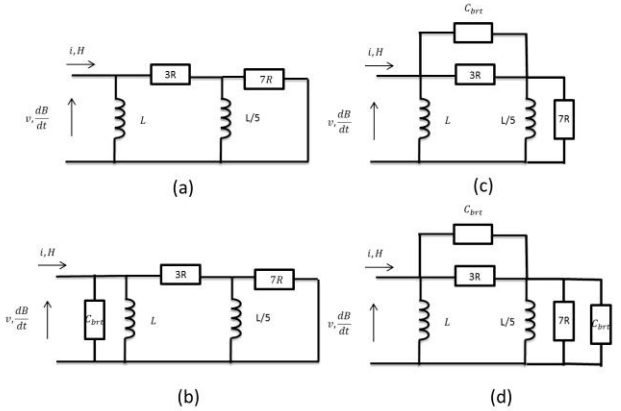 C_brt
i, H
3R
7R
v, dB/dt
L
L/5
(a)
i, H
3R
7R
v, dB/dt
L
L/5
(c)
C_brt
i, H
3R
7R
v, dB/dt
C_brt
L
L/5
(b)
i, H
3R
v, dB/dt
L
L/5
7R
C_brt
(d)